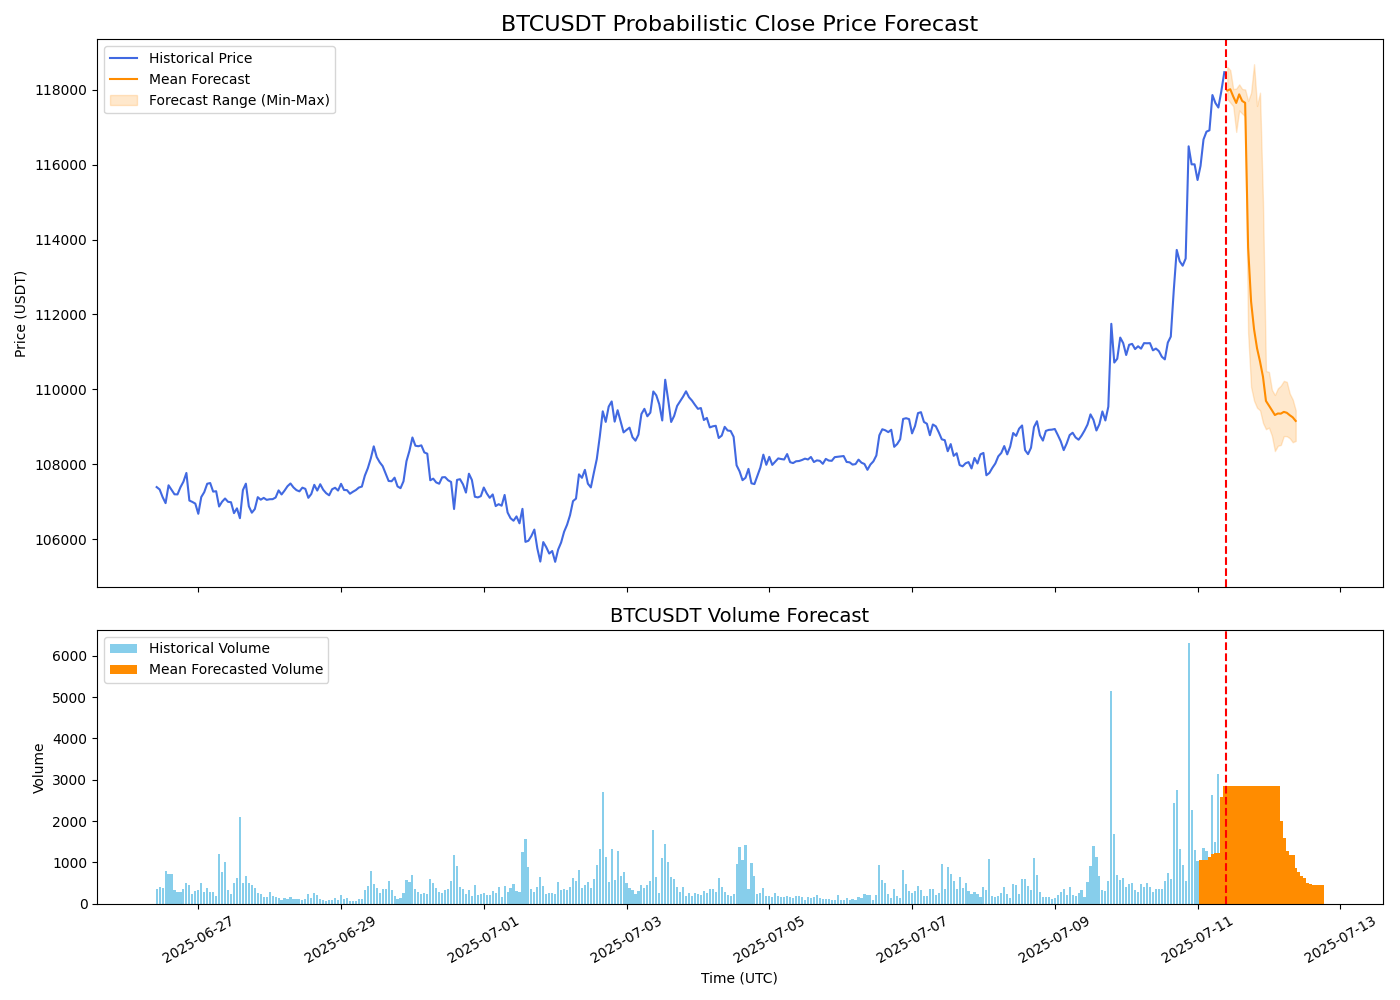 BTCUSDT Probabilistic Close Price Forecast
Historical Price
Mean Forecast
Forecast Range (Min-Max)
118000
116000
114000
112000
110000
108000
106000
Price (USDT)
BTCUSDT Volume Forecast
Historical Volume
Mean Forecasted Volume
6000
5000
4000
3000
2000
1000
0
Volume
2025-06-27
2025-06-29
2025-07-01
2025-07-03
2025-07-05
2025-07-07
2025-07-09
2025-07-11
2025-07-13
Time (UTC)